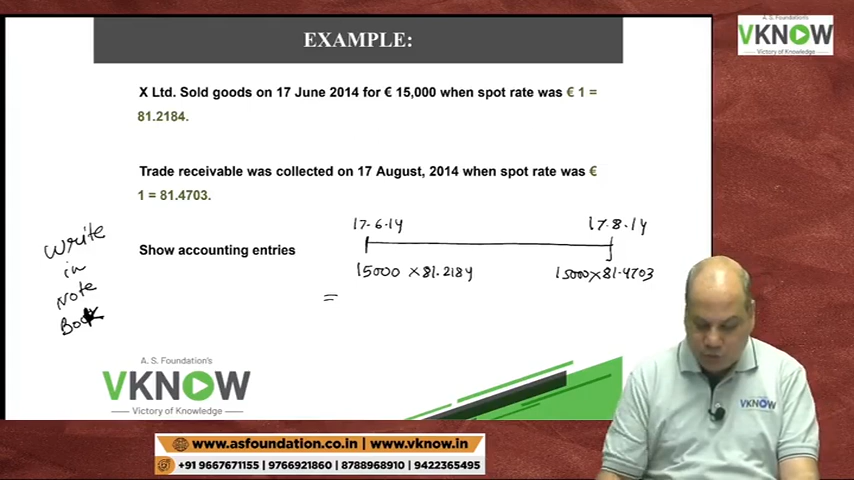 EXAMPLE:
A. S. Foundation's
VKNOW
Victory of Knowledge
X Ltd. Sold goods on 17 June 2014 for € 15,000 when spot rate was € 1 =
81.2184.
Trade receivable was collected on 17 August, 2014 when spot rate was €
1 = 81.4703.
17.6.14
17.8.14
Write
in
Note
Book
Show accounting entries
15000 × 81.2184
15000 × 81.4703
=
A. S. Foundation's
VKNOW
Victory of Knowledge
VKNOW
www.asfoundation.co.in | www.vknow.in
+91 9667671155 | 9766921860 | 8788968910 | 9422365495